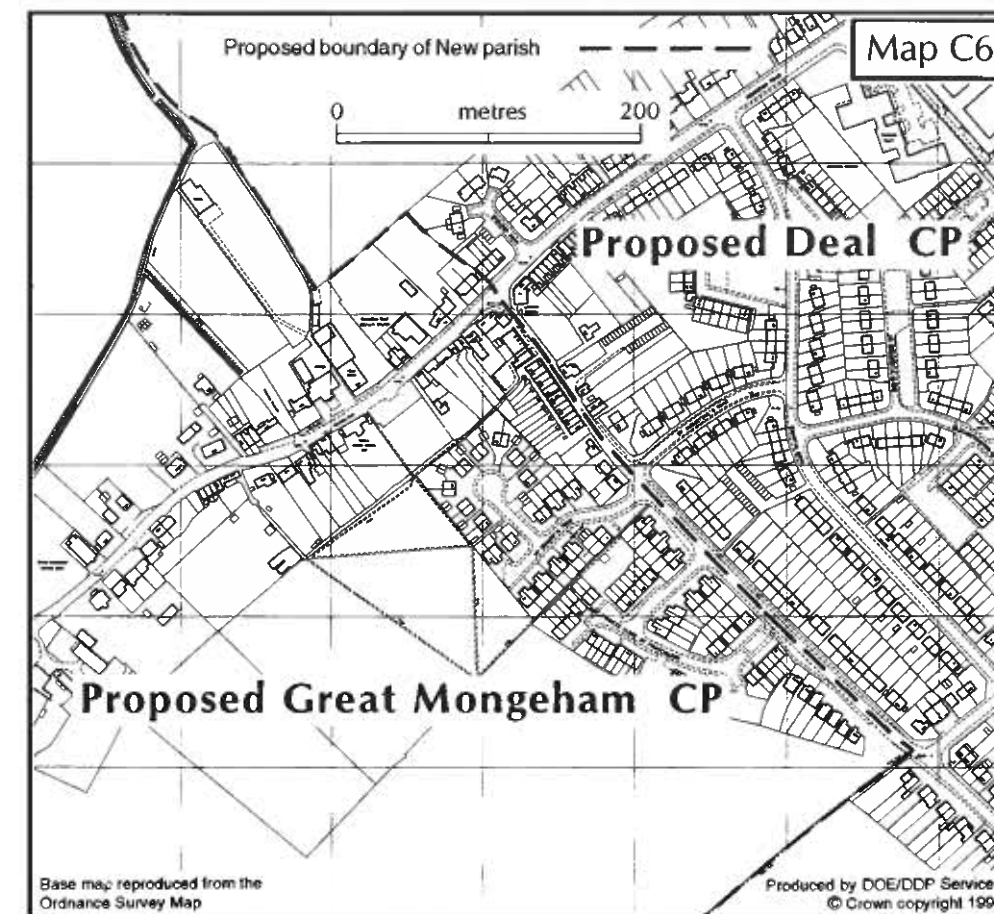 Proposed boundary of New parish
Map C6
0 metres 200
Proposed Deal CP
Proposed Great Mongeham CP
Base map reproduced from the
Ordnance Survey Map
Produced by DOE/DDP Service
© Crown copyright 199